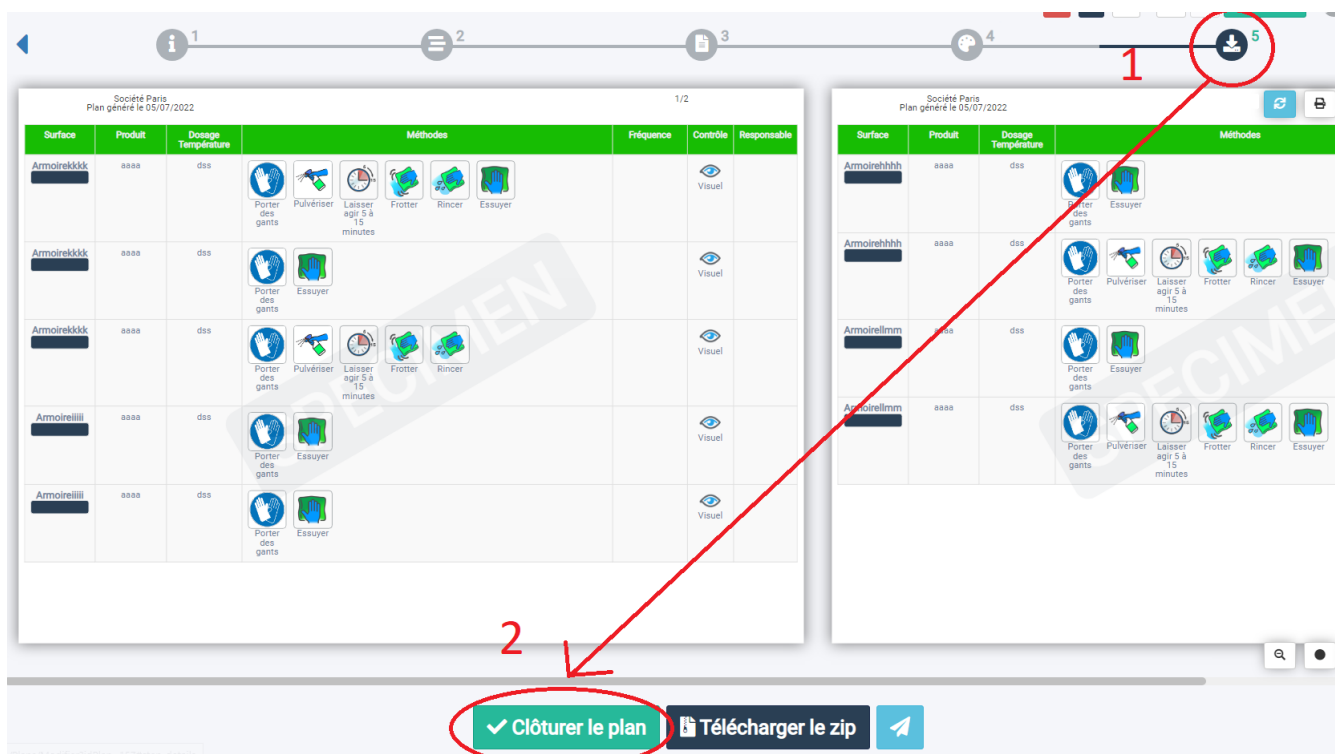 1
2
3
4
5
1
Société Paris
Plan généré le 05/07/2022
1/2
Surface Produit Dosage Température Méthodes Fréquence Contrôle Responsable
Armoirekkkk aaaa dss
Porter des gants Pulvériser Laisser agir 5 à 15 minutes Frotter Rincer Essuyer
Visuel
Armoirekkkk aaaa dss
Porter des gants Essuyer
Visuel
Armoirekkkk aaaa dss
Porter des gants Pulvériser Laisser agir 5 à 15 minutes Frotter Rincer
Visuel
Armoireiiiii aaaa dss
Porter des gants Essuyer
Visuel
Armoireiiiii aaaa dss
Porter des gants Essuyer
Visuel
SPECIMEN
Société Paris
Plan généré le 05/07/2022
Surface Produit Dosage Température Méthodes
Armoirehhhh aaaa dss
Porter des gants Essuyer
Armoirehhhh aaaa dss
Porter des gants Pulvériser Laisser agir 5 à 15 minutes Frotter Rincer Essuyer
Armoirellmm aaaa dss
Porter des gants Essuyer
Armoirellmm aaaa dss
Porter des gants Pulvériser Laisser agir 5 à 15 minutes Frotter Rincer Essuyer
SPECIME
2
Clôturer le plan
Télécharger le zip